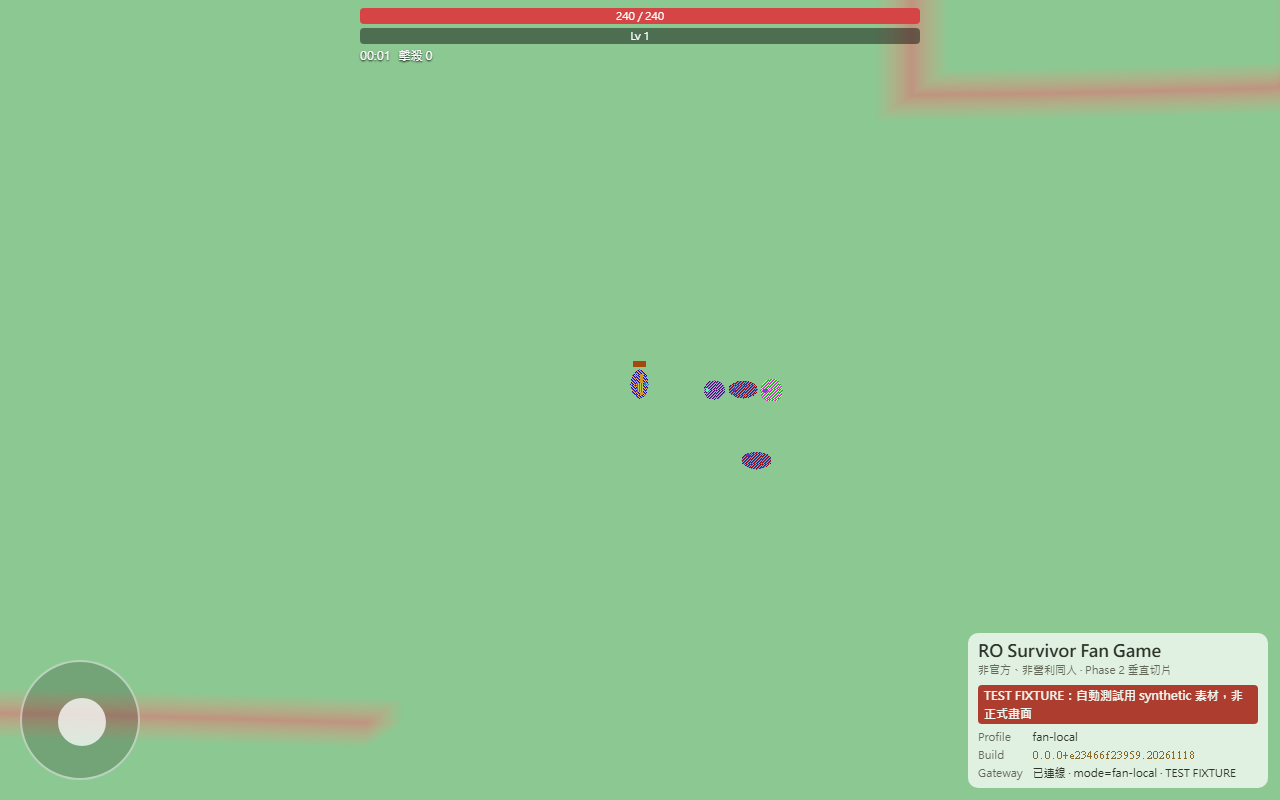 240 / 240
Lv 1
00:01 擊殺 0
RO Survivor Fan Game
非官方、非營利同人 · Phase 2 垂直切片
TEST FIXTURE：自動測試用 synthetic 素材，非
正式畫面
Profile fan-local
Build 0.0.0+e23466f23959.20261118
Gateway 已連線 · mode=fan-local · TEST FIXTURE